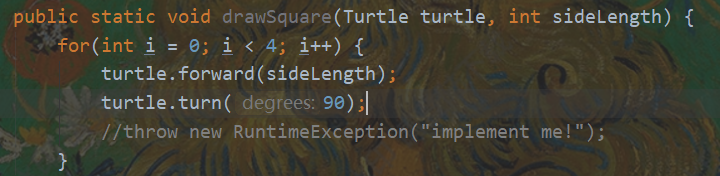 public static void drawSquare(Turtle turtle, int sideLength) {
for(int i = 0; i < 4; i++) {
turtle.forward(sideLength);
turtle.turn( degrees: 90);
//throw new RuntimeException("implement me!");
}